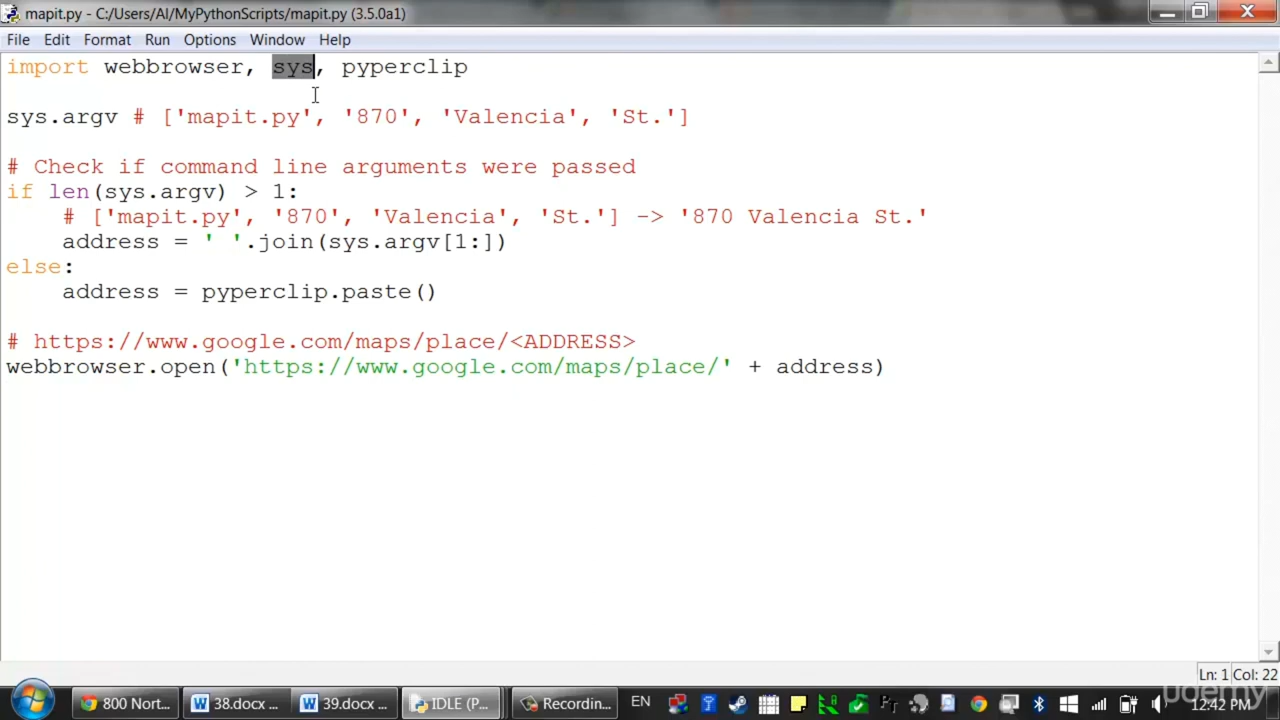 mapit.py - C:/Users/Al/MyPythonScripts/mapit.py (3.5.0a1)
File Edit Format Run Options Window Help
import webbrowser, sys, pyperclip
sys.argv # ['mapit.py', '870', 'Valencia', 'St.']
# Check if command line arguments were passed
if len(sys.argv) > 1:
    # ['mapit.py', '870', 'Valencia', 'St.'] -> '870 Valencia St.'
    address = ' '.join(sys.argv[1:])
else:
    address = pyperclip.paste()
# https://www.google.com/maps/place/<ADDRESS>
webbrowser.open('https://www.google.com/maps/place/' + address)
Ln: 1 Col: 22
800 Nort... 38.docx ... 39.docx ... IDLE (P... Recordin... EN 12:42 PM
udemy